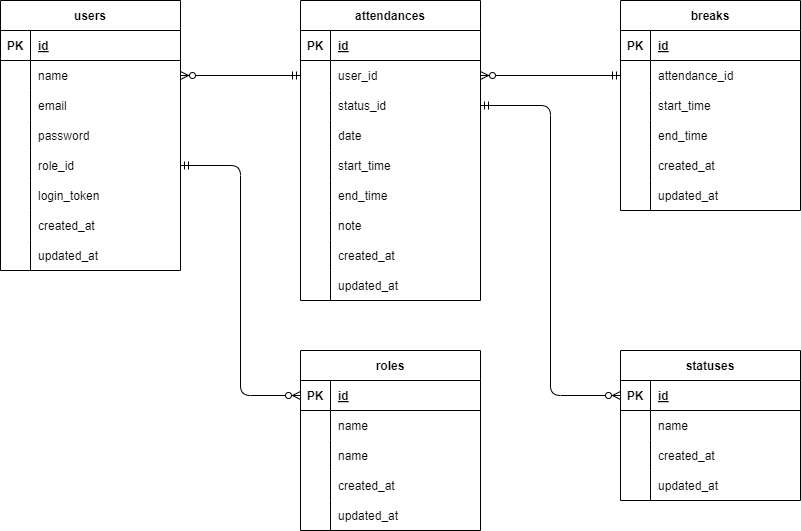 users
PK id
name
email
password
role_id
login_token
created_at
updated_at
attendances
PK id
user_id
status_id
date
start_time
end_time
note
created_at
updated_at
breaks
PK id
attendance_id
start_time
end_time
created_at
updated_at
roles
PK id
name
name
created_at
updated_at
statuses
PK id
name
created_at
updated_at